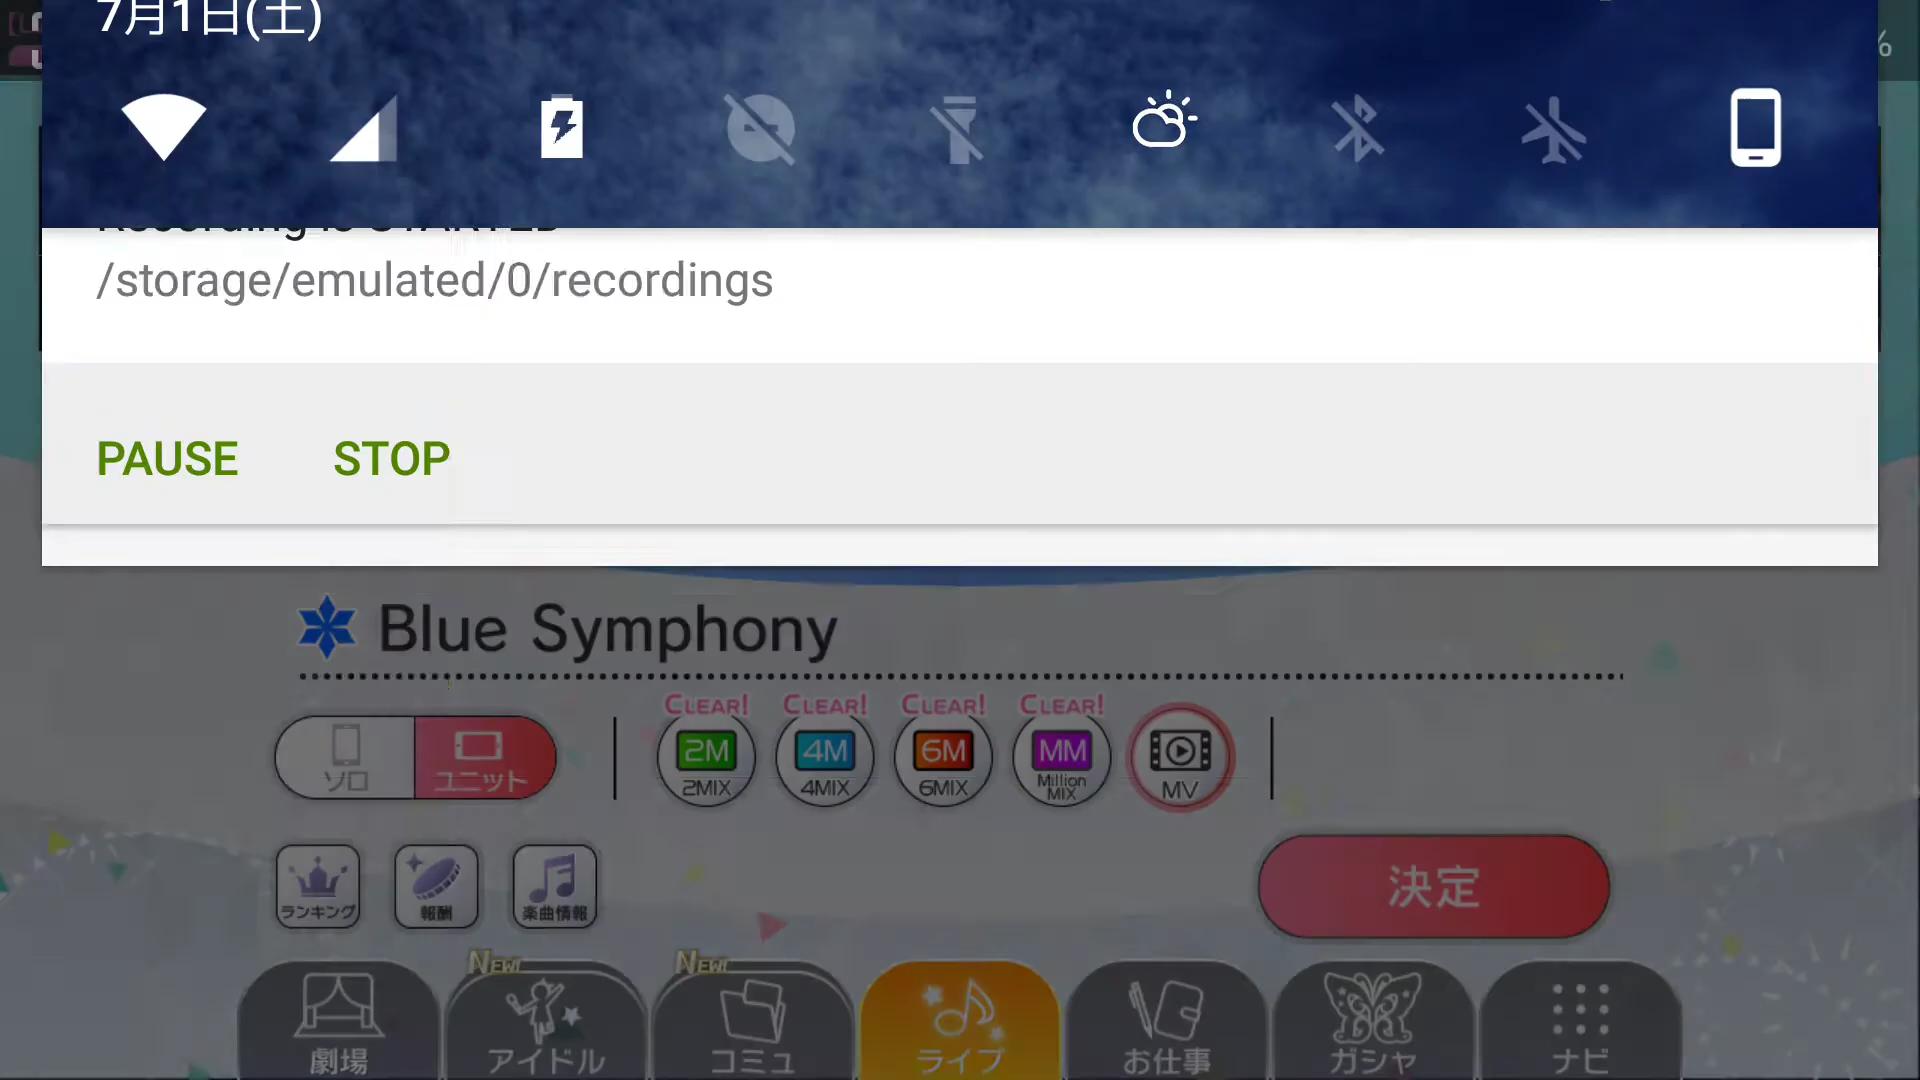 7月1日(土)
%
Recording is STARTED
/storage/emulated/0/recordings
PAUSE STOP
Blue Symphony
CLEAR! CLEAR! CLEAR! CLEAR!
2M 4M 6M MM
ソロ ユニット 2MIX 4MIX 6MIX Million MIX MV
ランキング 報酬 楽曲情報 決定
NEW! NEW!
劇場 アイドル コミュ ライブ お仕事 ガシャ ナビ